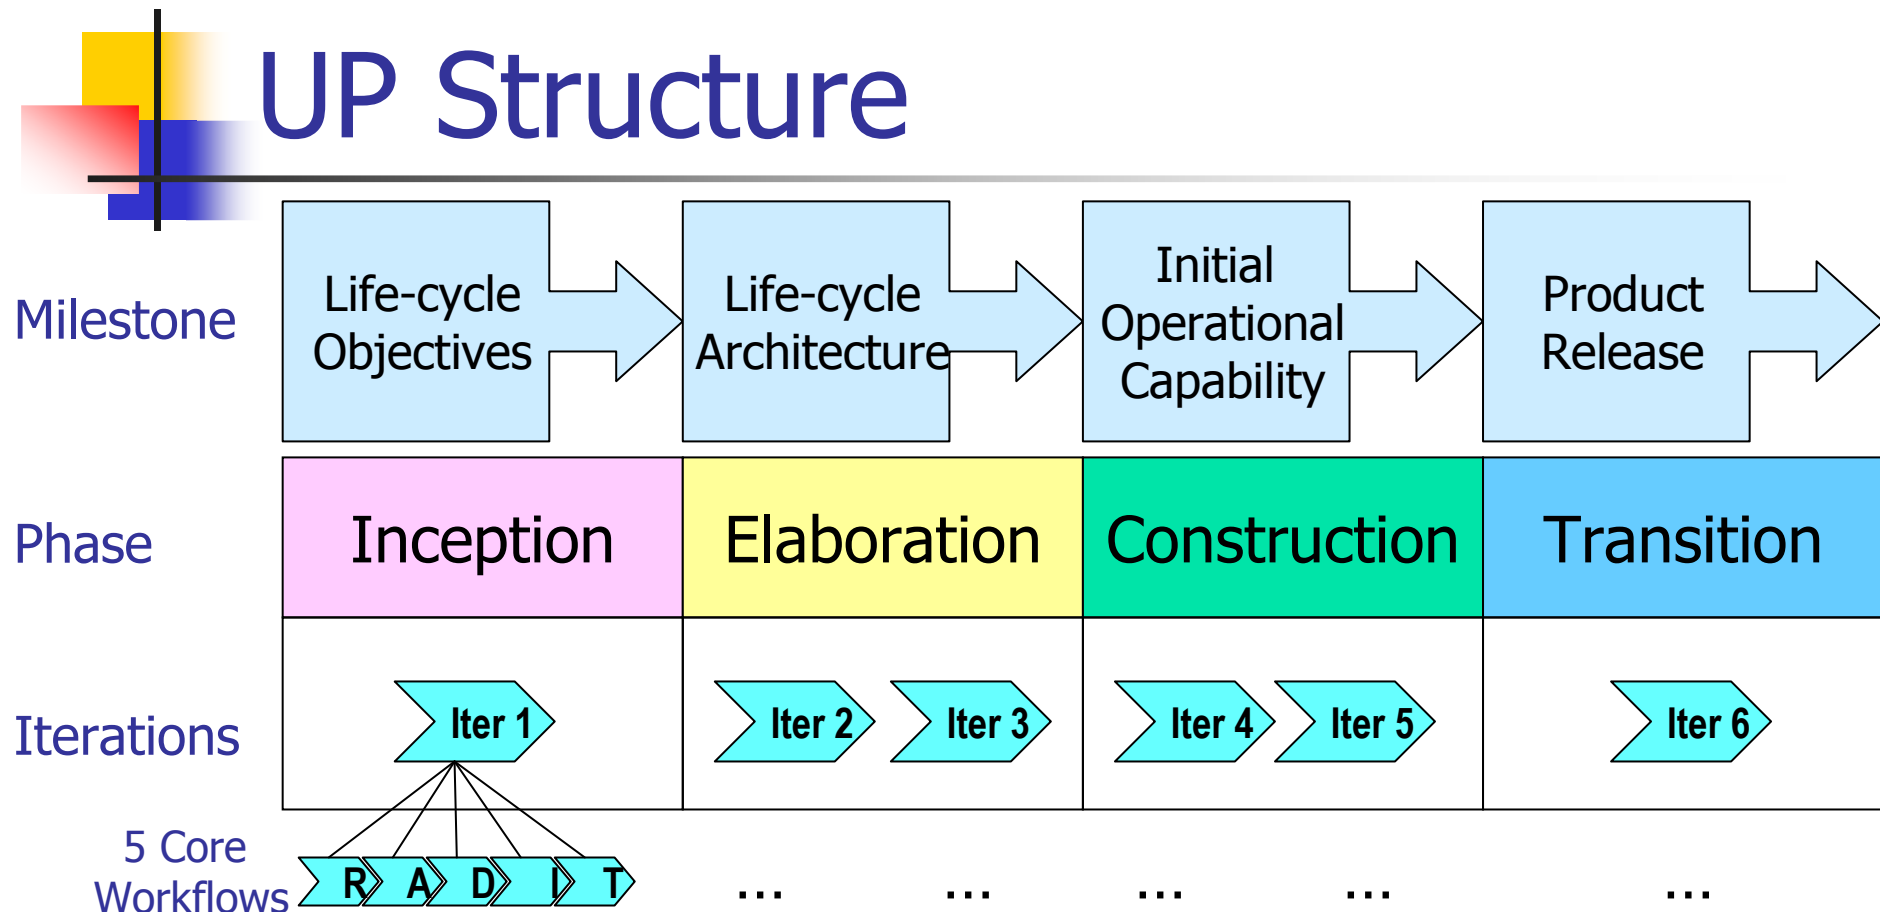 UP Structure
Milestone
Life-cycle
Objectives
Life-cycle
Architecture
Initial
Operational
Capability
Product
Release
Phase
Inception
Elaboration
Construction
Transition
Iterations
Iter 1
Iter 2
Iter 3
Iter 4
Iter 5
Iter 6
5 Core
Workflows
R A D I T
... ... ... ... ...